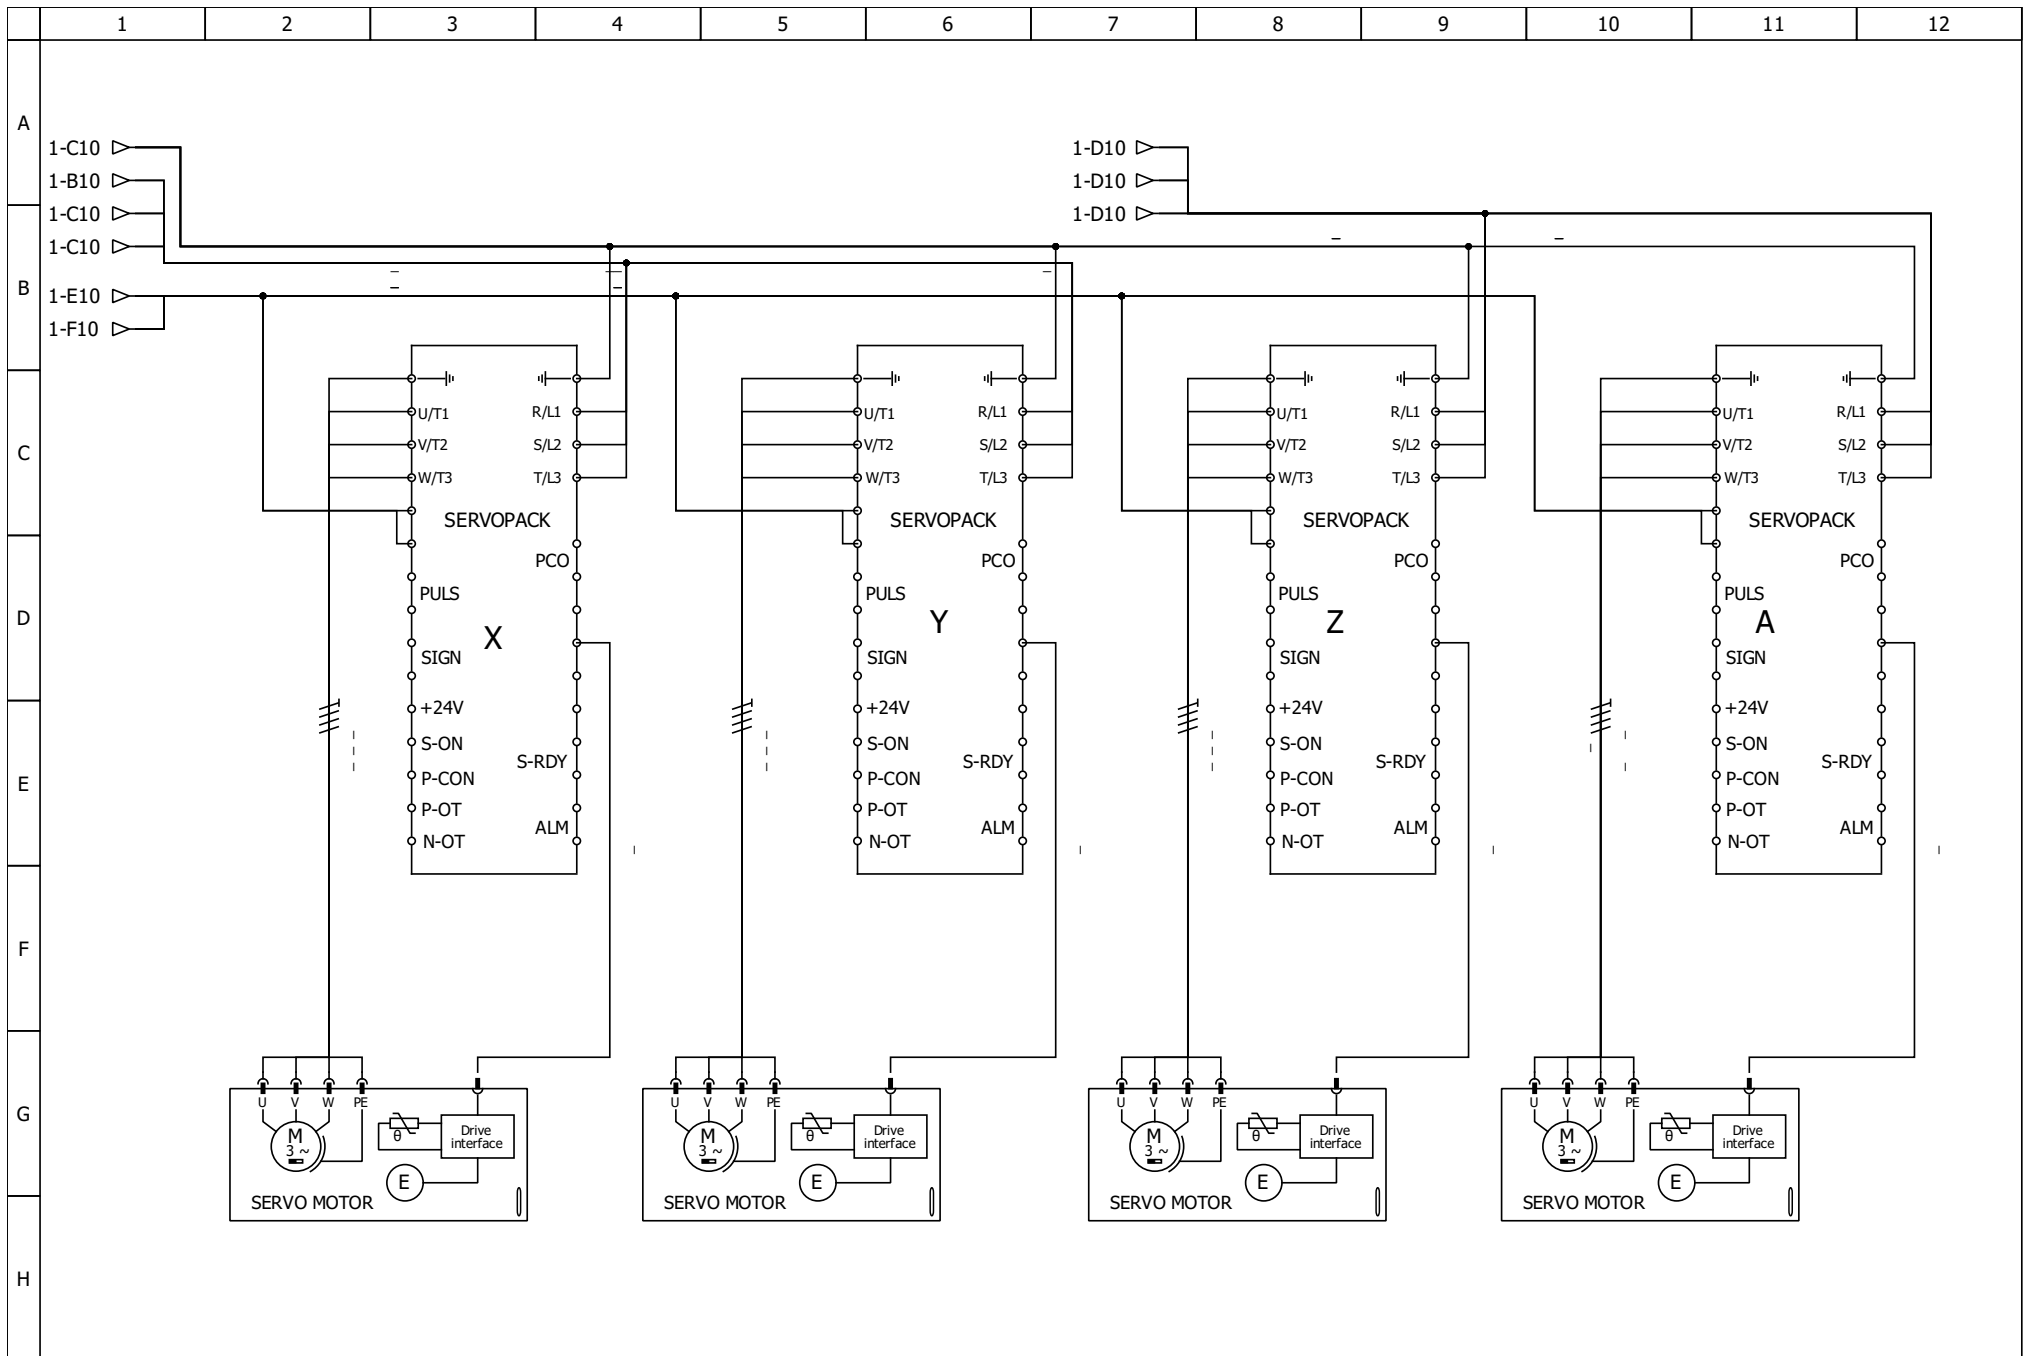 1 2 3 4 5 6 7 8 9 10 11 12
A
1-C10 1-D10
1-B10 1-D10
1-C10 1-D10
1-C10
B
1-E10
1-F10
C
U/T1 R/L1 U/T1 R/L1 U/T1 R/L1 U/T1 R/L1
V/T2 S/L2 V/T2 S/L2 V/T2 S/L2 V/T2 S/L2
W/T3 T/L3 W/T3 T/L3 W/T3 T/L3 W/T3 T/L3
SERVOPACK SERVOPACK SERVOPACK SERVOPACK
PCO PCO PCO PCO
PULS PULS PULS PULS
D
X Y Z A
SIGN SIGN SIGN SIGN
+24V +24V +24V +24V
S-ON S-ON S-ON S-ON
S-RDY S-RDY S-RDY S-RDY
E
P-CON P-CON P-CON P-CON
P-OT P-OT P-OT P-OT
ALM ALM ALM ALM
N-OT N-OT N-OT N-OT
F
G
U V W PE U V W PE U V W PE U V W PE
M θ Drive M θ Drive M θ Drive M θ Drive
3 ~ interface 3 ~ interface 3 ~ interface 3 ~ interface
E E E E
SERVO MOTOR SERVO MOTOR SERVO MOTOR SERVO MOTOR
H